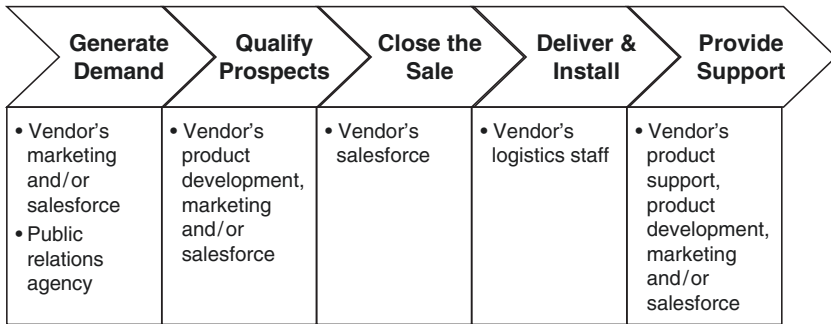 Generate
Demand
Qualify
Prospects
Close the
Sale
Deliver &
Install
Provide
Support
• Vendor's
marketing
and/or
salesforce
• Public
relations
agency
• Vendor's
product
development,
marketing
and/or
salesforce
• Vendor's
salesforce
• Vendor's
logistics staff
• Vendor's
product
support,
product
development,
marketing
and/or
salesforce